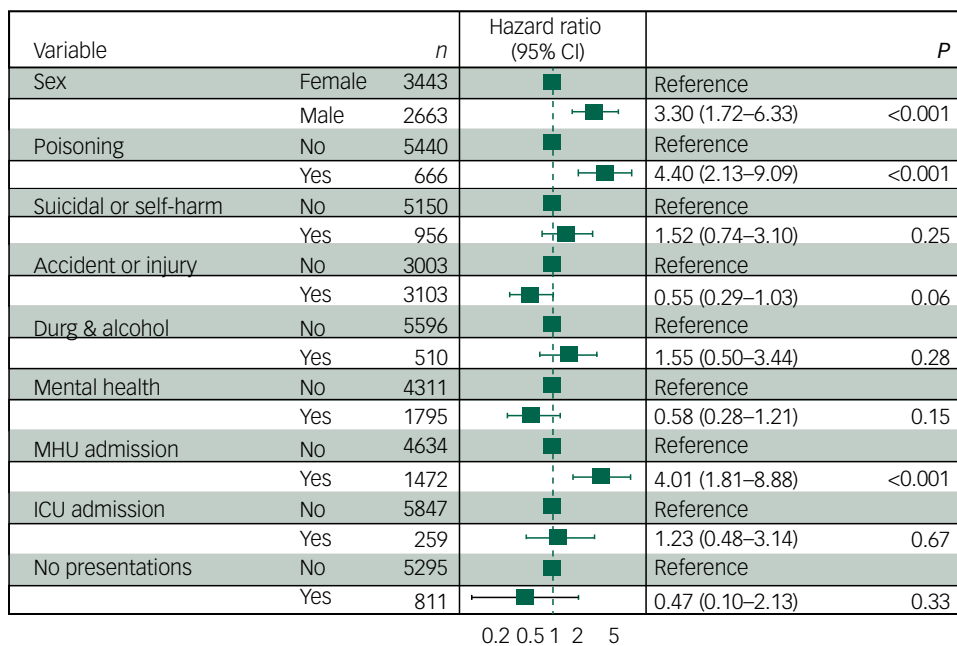 Variable n Hazard ratio (95% CI) P
Sex Female 3443 Reference
Male 2663 3.30 (1.72–6.33) <0.001
Poisoning No 5440 Reference
Yes 666 4.40 (2.13–9.09) <0.001
Suicidal or self-harm No 5150 Reference
Yes 956 1.52 (0.74–3.10) 0.25
Accident or injury No 3003 Reference
Yes 3103 0.55 (0.29–1.03) 0.06
Durg & alcohol No 5596 Reference
Yes 510 1.55 (0.50–3.44) 0.28
Mental health No 4311 Reference
Yes 1795 0.58 (0.28–1.21) 0.15
MHU admission No 4634 Reference
Yes 1472 4.01 (1.81–8.88) <0.001
ICU admission No 5847 Reference
Yes 259 1.23 (0.48–3.14) 0.67
No presentations No 5295 Reference
Yes 811 0.47 (0.10–2.13) 0.33
0.2 0.5 1 2 5